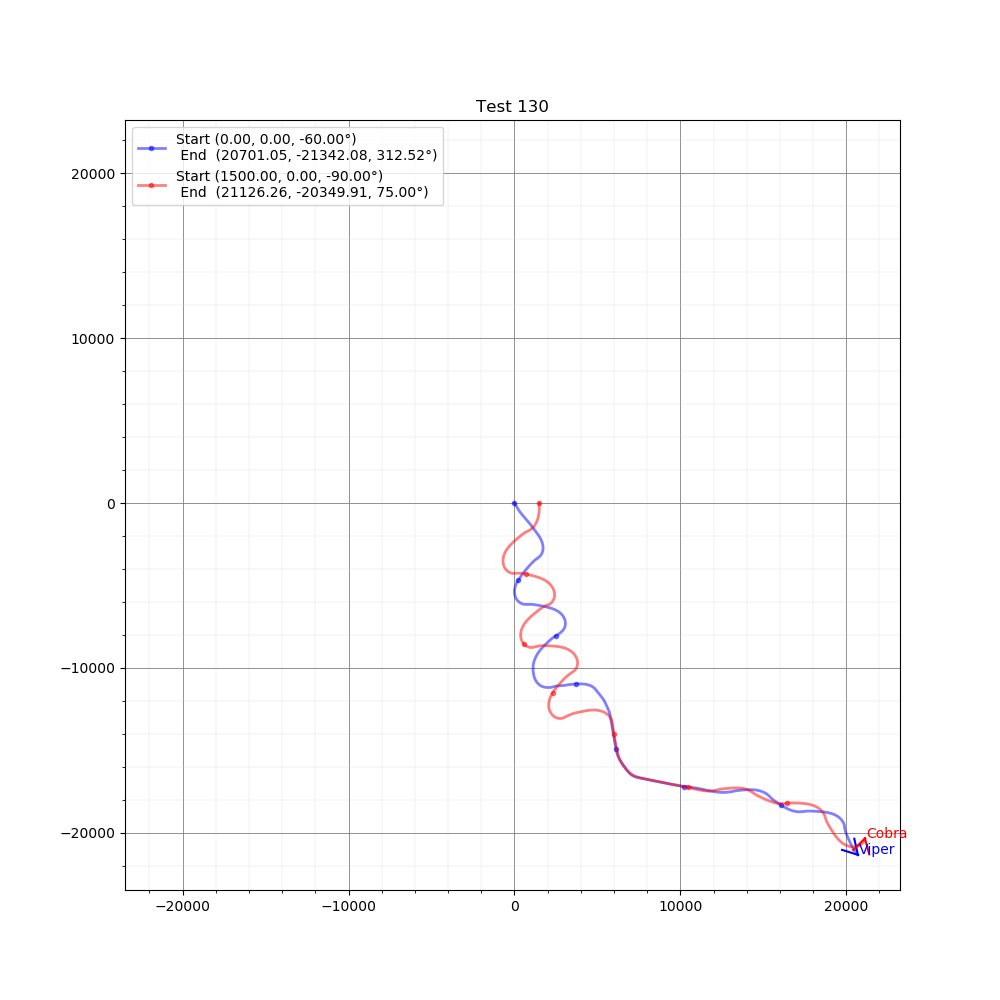 Test 130
Start (0.00, 0.00, -60.00°)
End  (20701.05, -21342.08, 312.52°)
Start (1500.00, 0.00, -90.00°)
End  (21126.26, -20349.91, 75.00°)
20000
10000
0
−10000
−20000
Cobra
Viper
−20000
−10000
0
10000
20000